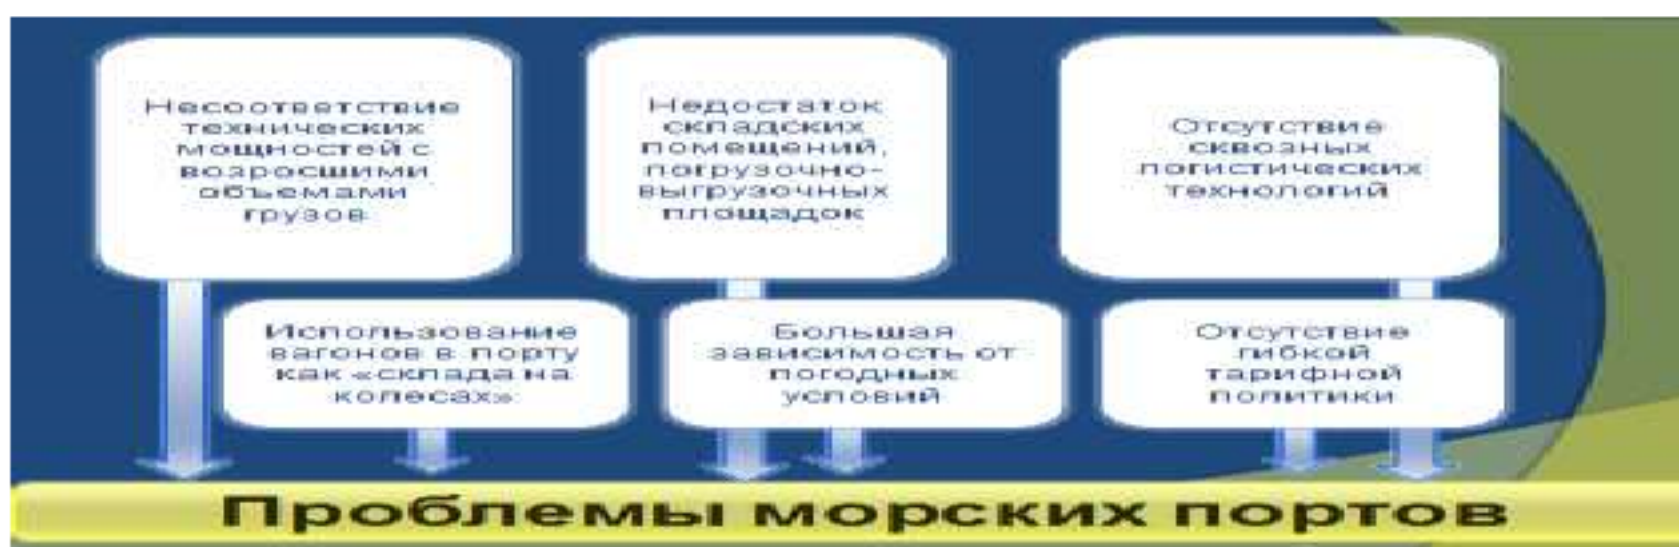 Несоответствие
технических
мощностей с
возросшими
объемами
грузов
Недостаток
складских
помещений,
погрузочно-
выгрузочных
площадок
Отсутствие
сквозных
логистических
технологий
Использование
вагонов в порту
как «склада на
колесах»
Большая
зависимость от
погодных
условий
Отсутствие
гибкой
тарифной
политики
Проблемы морских портов